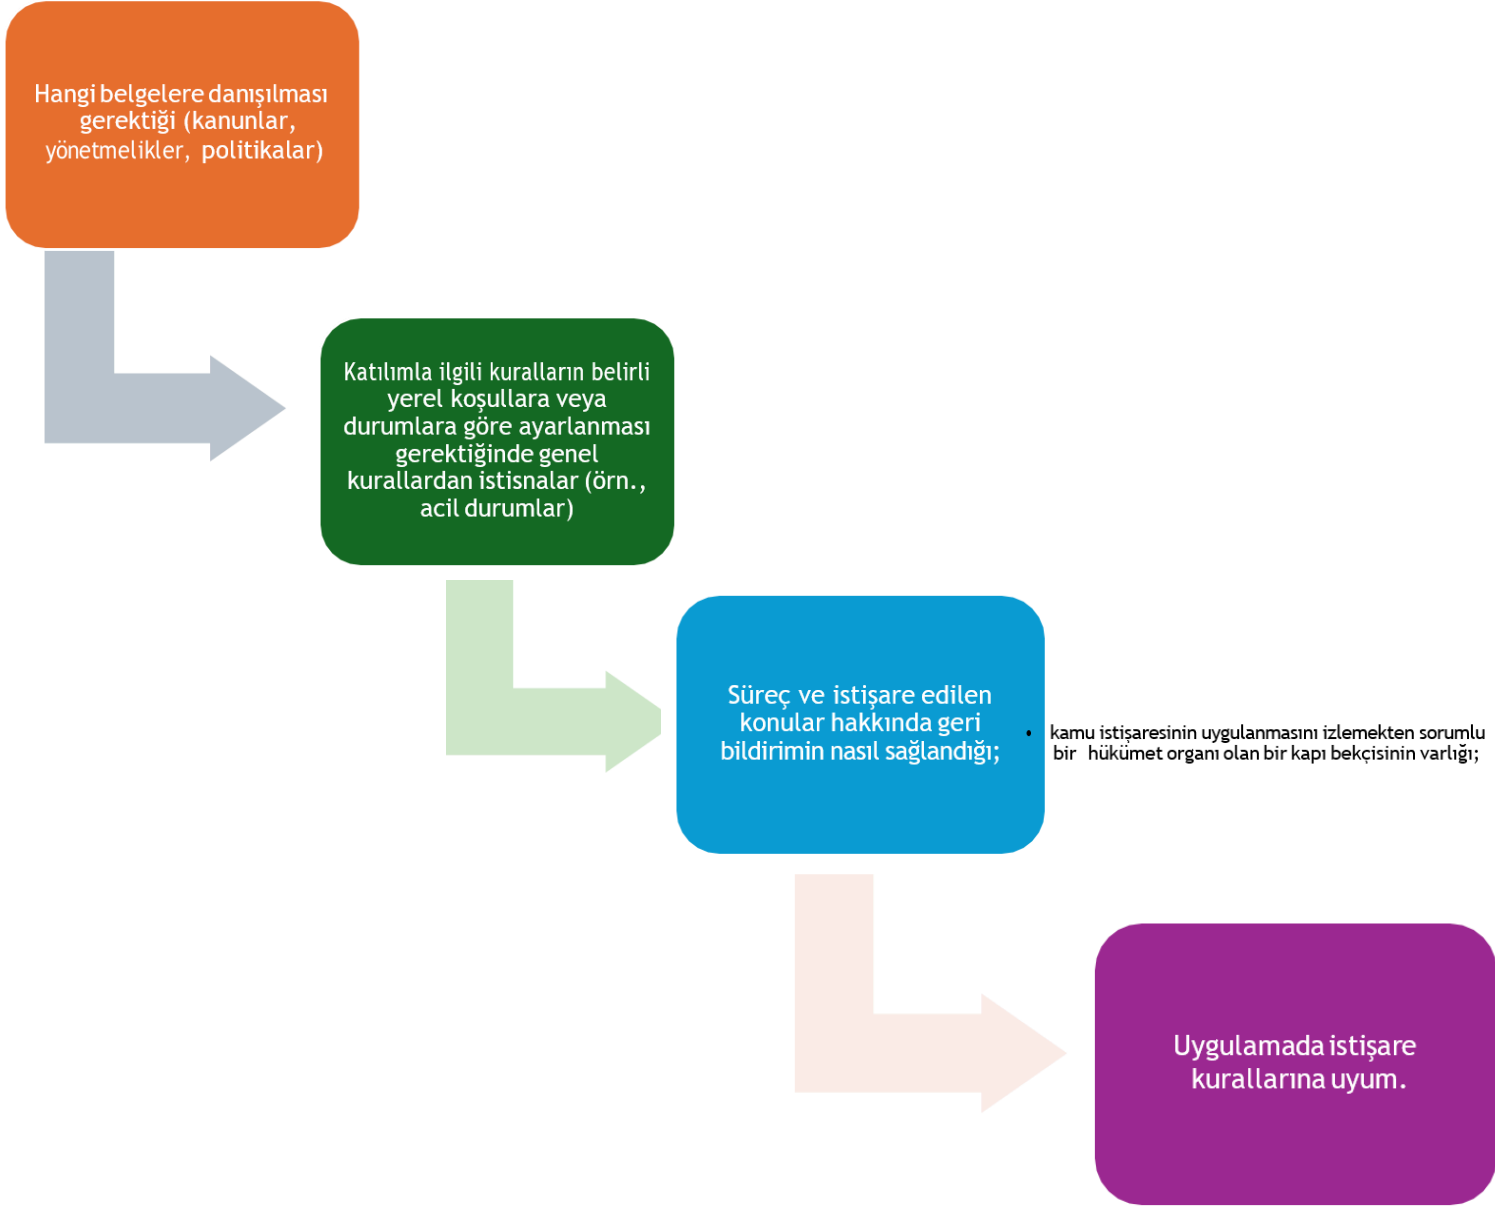 Hangi belgelere danışılması
gerektiği (kanunlar,
yönetmelikler, politikalar)
Katılımla ilgili kuralların belirli
yerel koşullara veya
durumlara göre ayarlanması
gerektiğinde genel
kurallardan istisnalar (örn.,
acil durumlar)
Süreç ve istişare edilen
konular hakkında geri
bildirimin nasıl sağlandığı;
• kamu istişaresinin uygulanmasını izlemekten sorumlu
bir hükümet organı olan bir kapı bekçisinin varlığı;
Uygulamada istişare
kurallarına uyum.